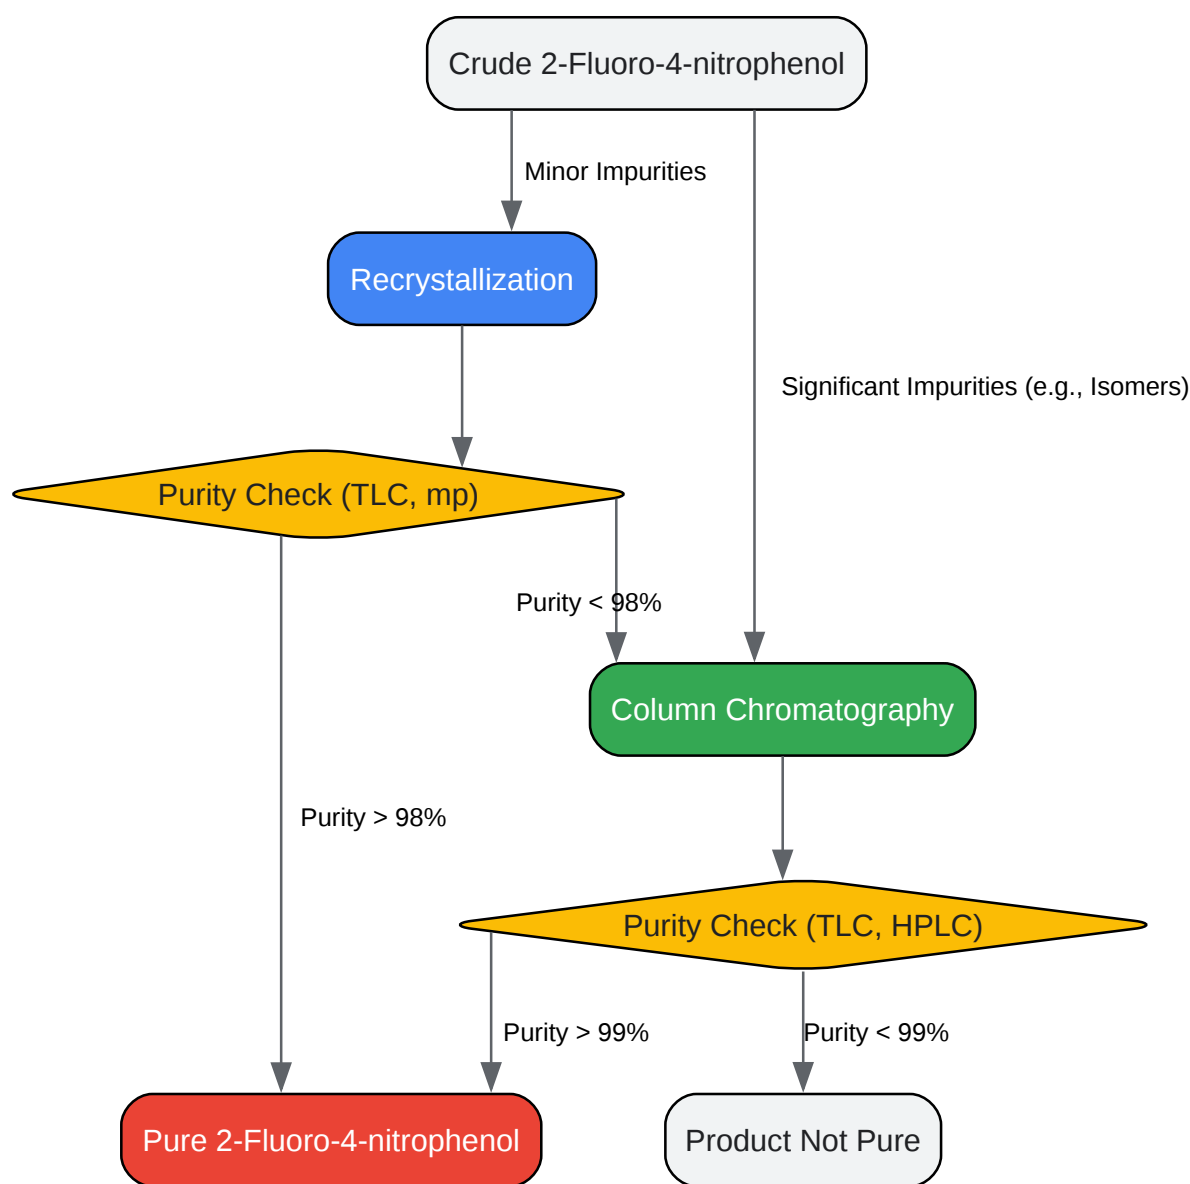 Crude 2-Fluoro-4-nitrophenol
Minor Impurities
Recrystallization
Significant Impurities (e.g., Isomers)
Purity Check (TLC, mp)
Purity < 98%
Column Chromatography
Purity > 98%
Purity Check (TLC, HPLC)
Purity > 99%
Purity < 99%
Pure 2-Fluoro-4-nitrophenol
Product Not Pure